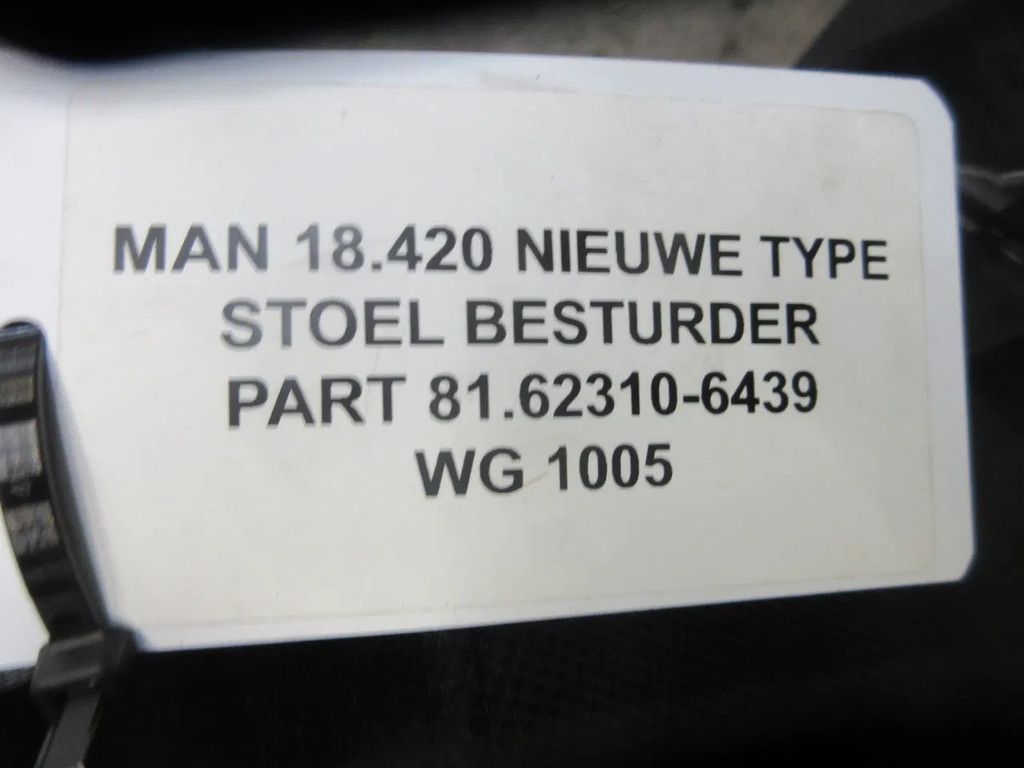 MAN 18.420 NIEUWE TYPE
STOEL BESTURDER
PART 81.62310-6439
WG 1005